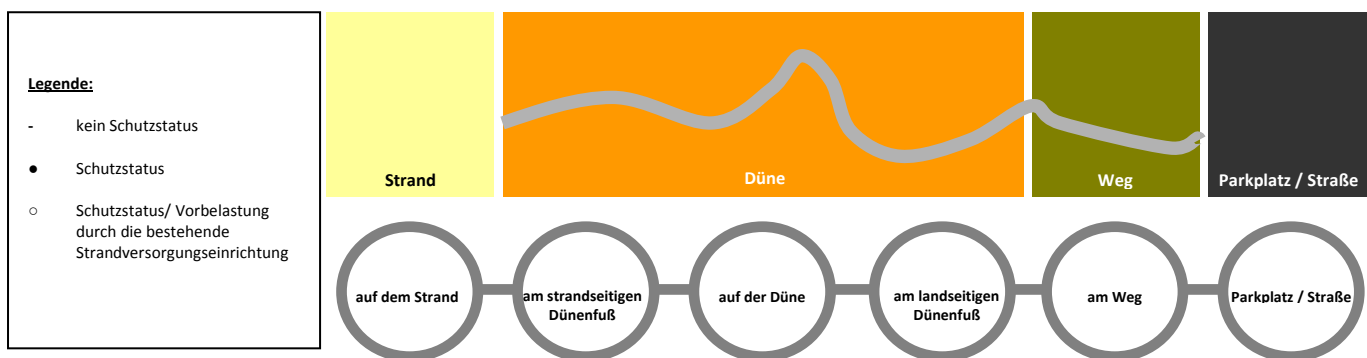 Legende:
- kein Schutzstatus
● Schutzstatus
○ Schutzstatus/ Vorbelastung
durch die bestehende
Strandversorgungseinrichtung
Strand
Düne
Weg
Parkplatz / Straße
auf dem Strand
am strandseitigen
Dünenfuß
auf der Düne
am landseitigen
Dünenfuß
am Weg
Parkplatz / Straße